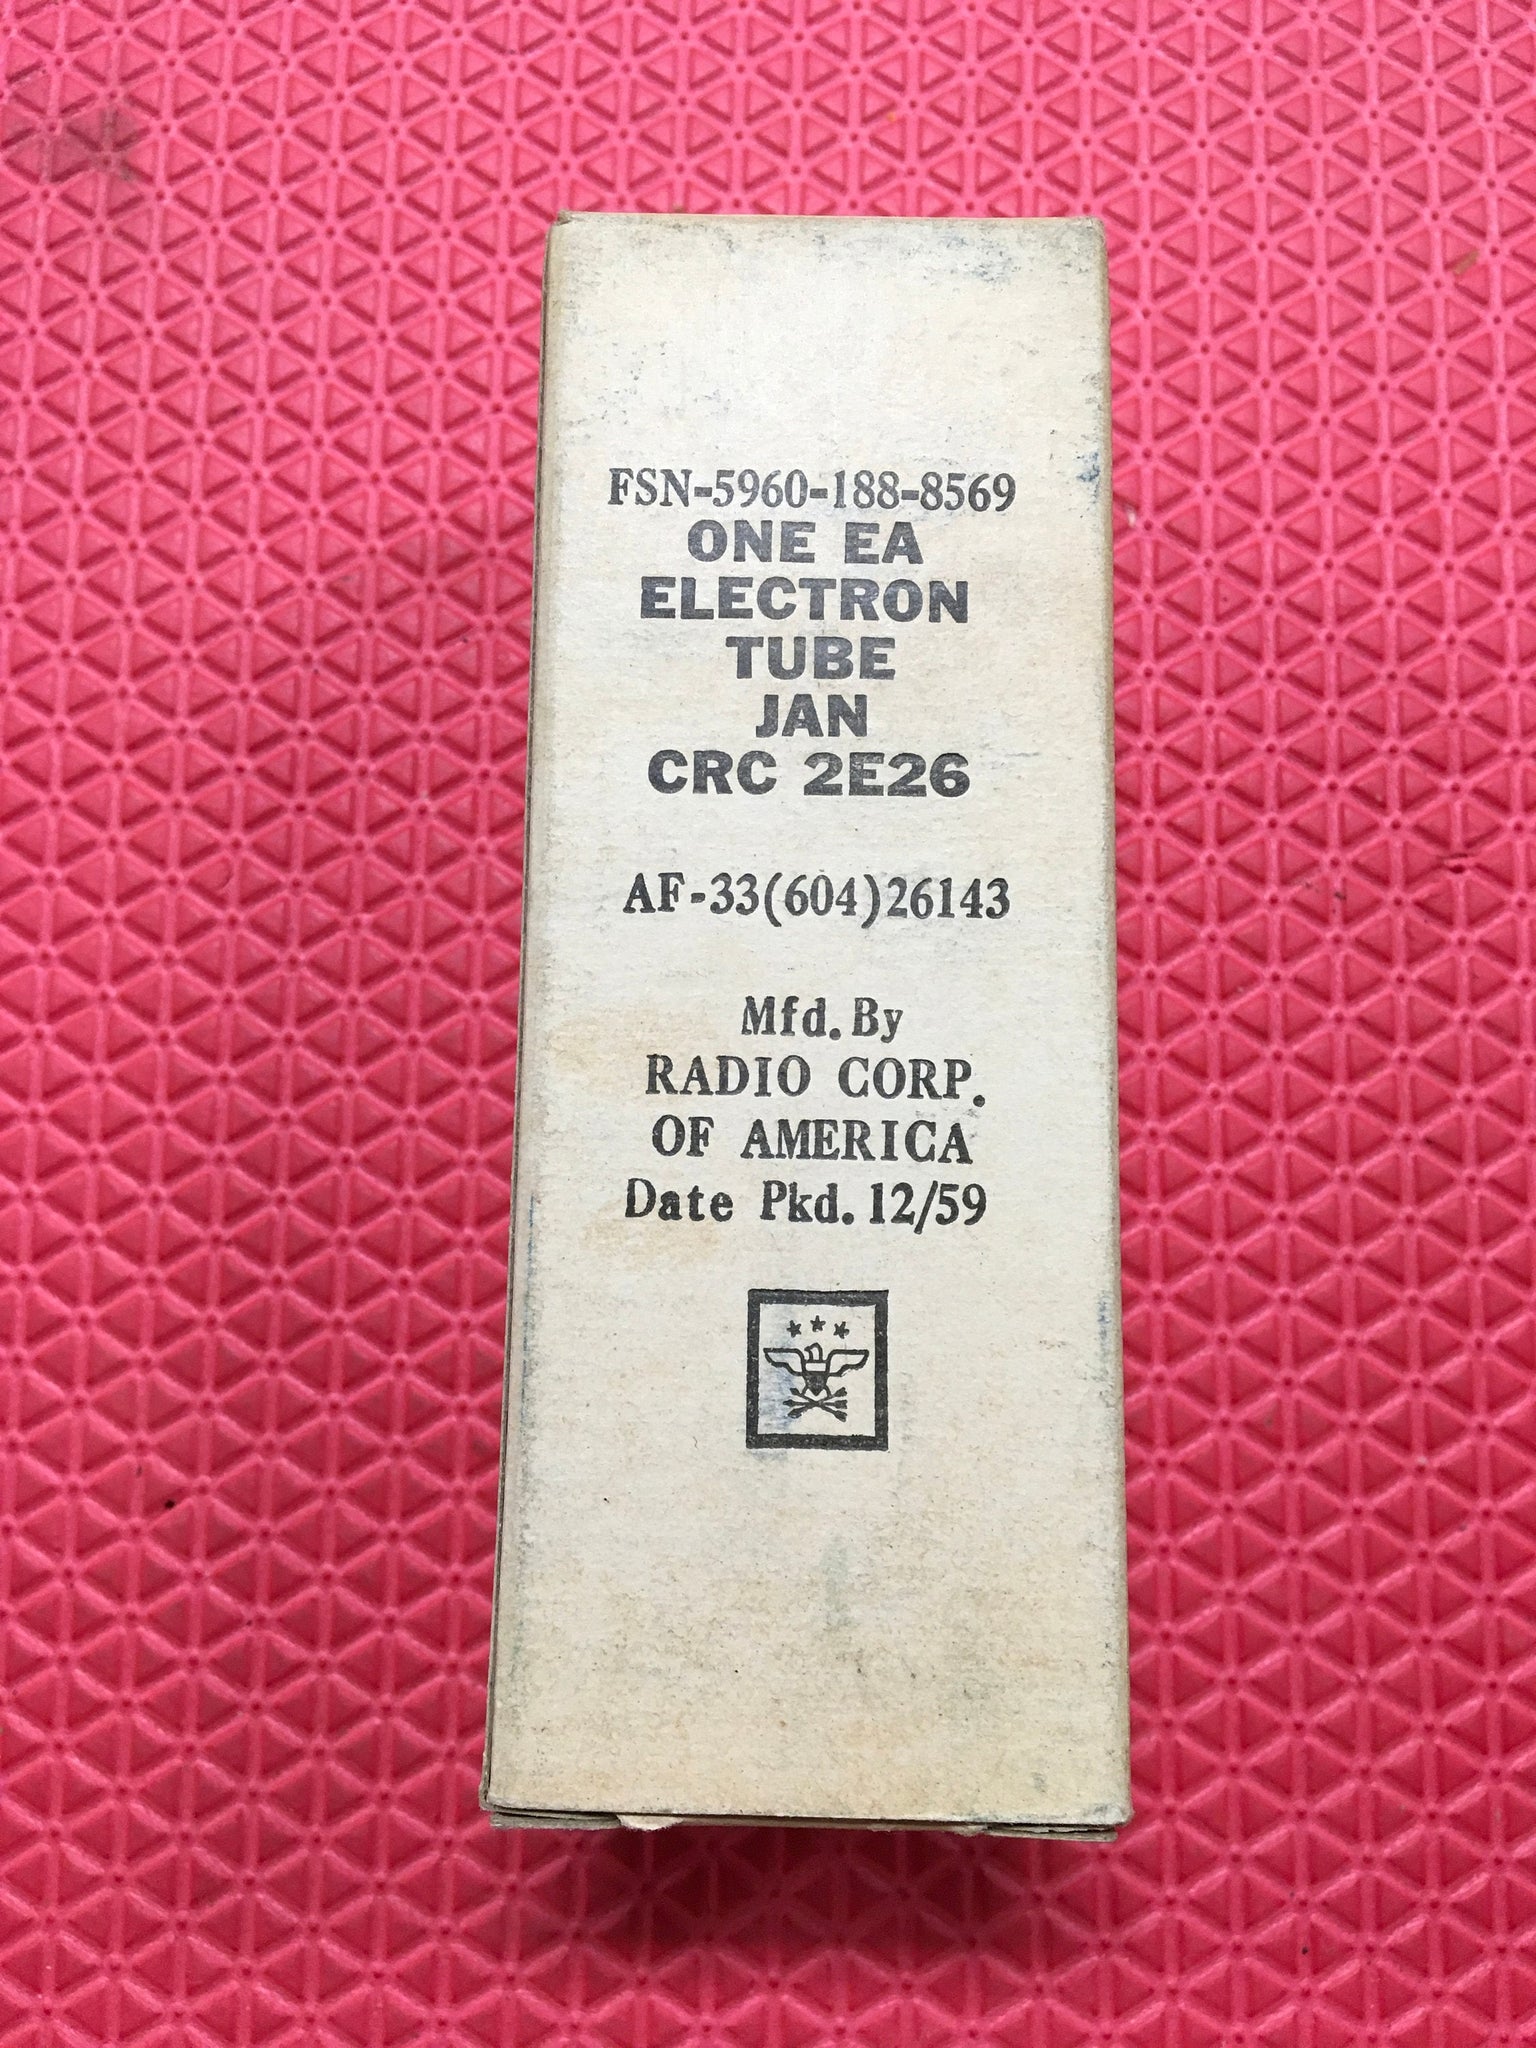 FSN-5960-188-8569
ONE EA
ELECTRON
TUBE
JAN
CRC 2E26
AF-33(604)26143
Mfd. By
RADIO CORP.
OF AMERICA
Date Pkd. 12/59